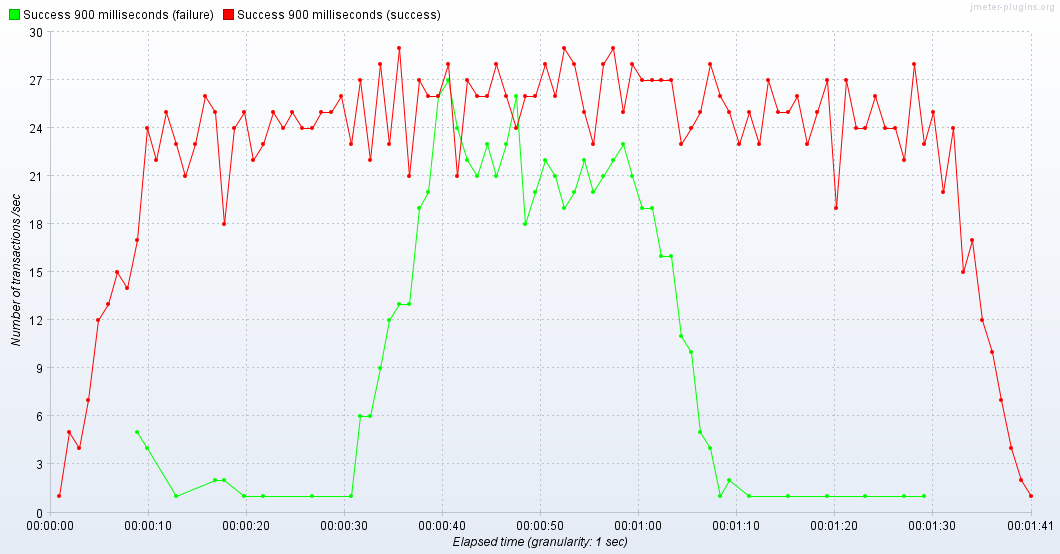 jmeter-plugins.org
Success 900 milliseconds (failure) Success 900 milliseconds (success)
30
27
24
21
18
15
12
9
6
3
0
Number of transactions /sec
00:00:00 00:00:10 00:00:20 00:00:30 00:00:40 00:00:50 00:01:00 00:01:10 00:01:20 00:01:30 00:01:41
Elapsed time (granularity: 1 sec)